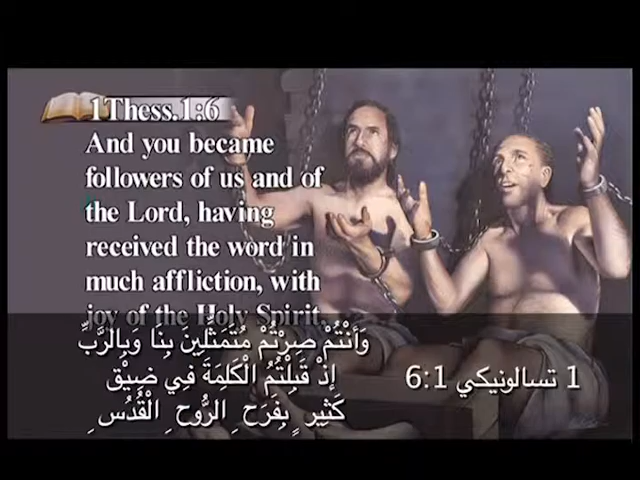 1Thess.1:6
And you became
followers of us and of
the Lord, having
received the word in
much affliction, with
joy of the Holy Spirit,
وَأَنْتُمْ صِرْتُمْ مُتَمَثِّلِينَ بِنَا وَبِالرَّبِّ
إِذْ قَبِلْتُمُ الْكَلِمَةَ فِي ضِيْق
كَثِيرٍ بِفَرَحِ الرُّوحِ الْقُدُسِ
1 تسالونيكي 6:1